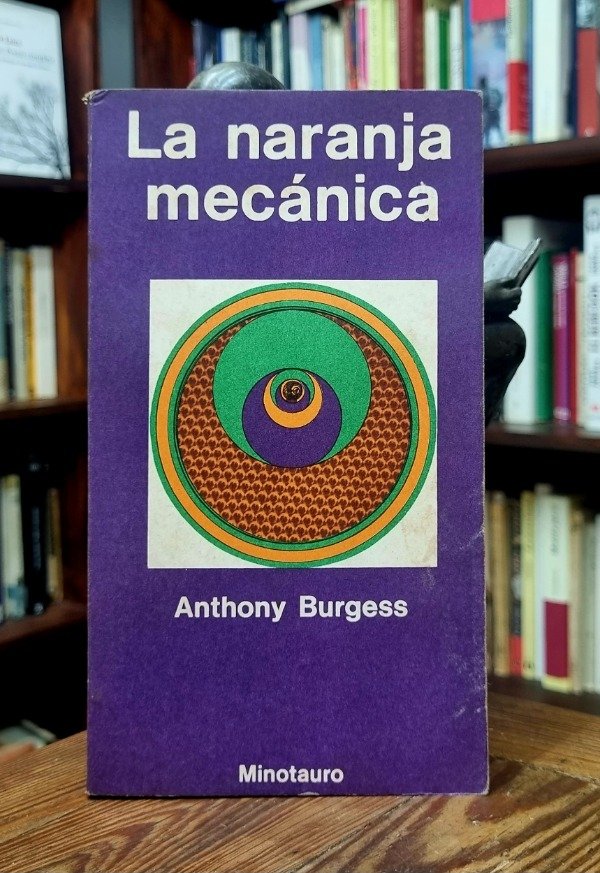 La naranja
mecánica
Anthony Burgess
Minotauro